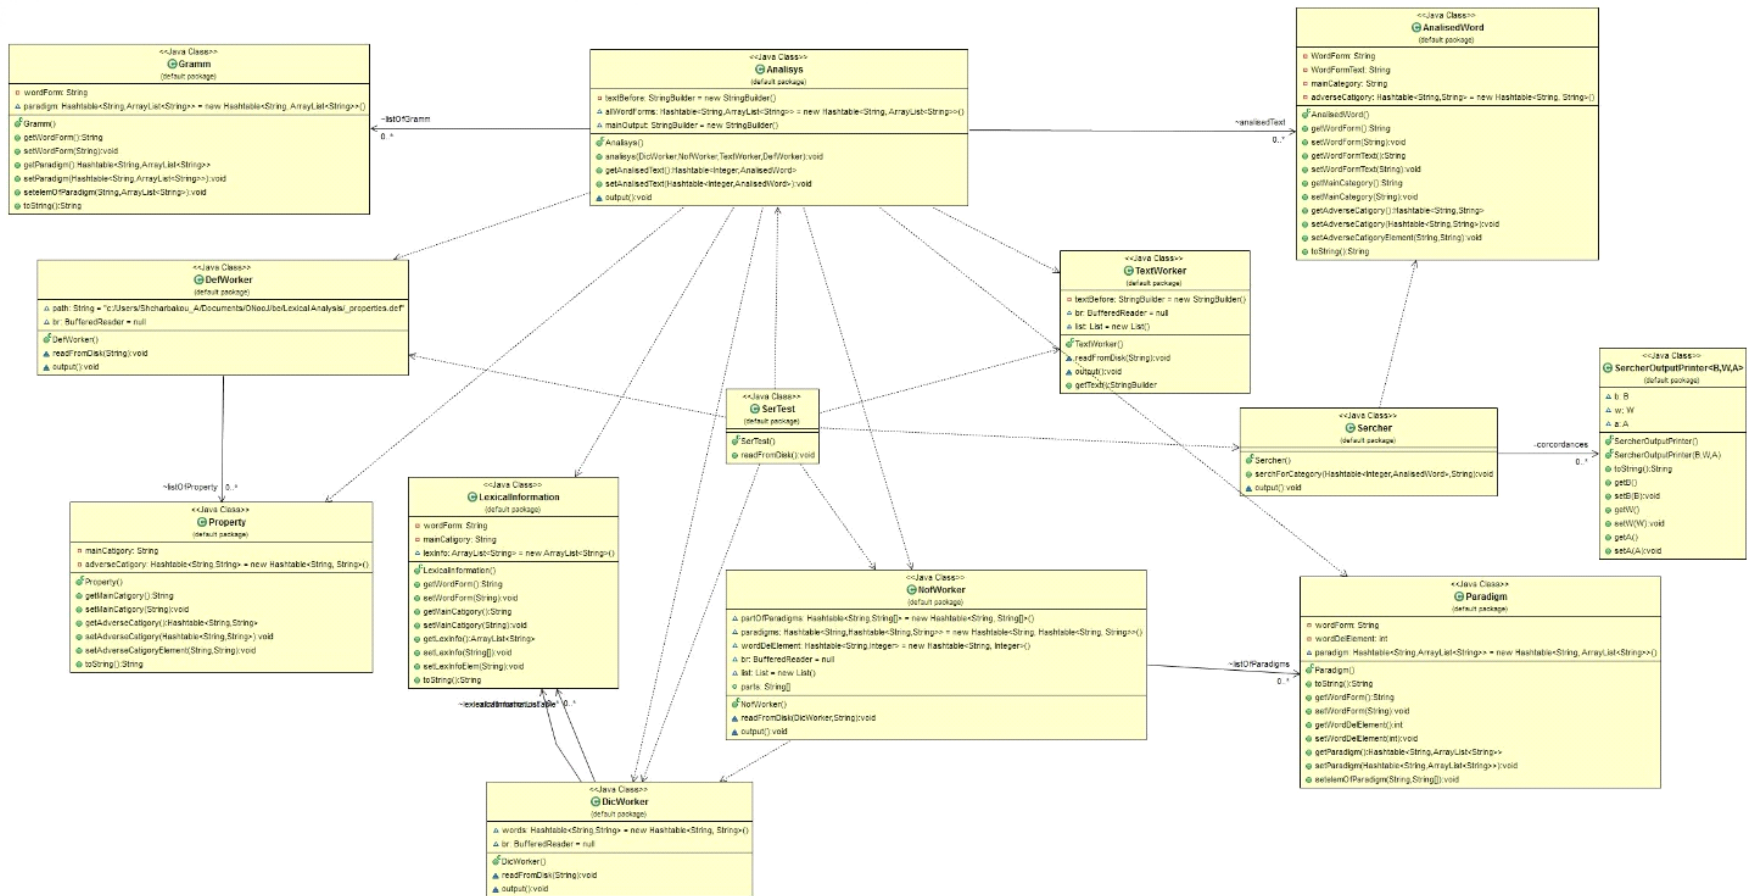 <<Java Class>>
Gramm
(default package)
wordForm: String
paradigm: Hashtable<String,ArrayList<String>> = new Hashtable<String, ArrayList<String>>()
Gramm()
getWordForm():String
setWordForm(String):void
getParadigm():Hashtable<String,ArrayList<String>>
setParadigm(Hashtable<String,ArrayList<String>>):void
setelemOfParadigm(String,ArrayList<String>):void
toString():String
~listOfGramm
0..*
<<Java Class>>
Analisys
(default package)
textBefore: StringBuilder = new StringBuilder()
allWordForms: Hashtable<String,ArrayList<String>> = new Hashtable<String, ArrayList<String>>()
mainOutput: StringBuilder = new StringBuilder()
Analisys()
analisys(DicWorker,NofWorker,TextWorker,DefWorker):void
getAnalisedText():Hashtable<Integer,AnalisedWord>
setAnalisedText(Hashtable<Integer,AnalisedWord>):void
output():void
~analisedText
0..*
<<Java Class>>
AnalisedWord
(default package)
WordForm: String
WordFormText: String
mainCategory: String
adverseCatigory: Hashtable<String,String> = new Hashtable<String, String>()
AnalisedWord()
getWordForm():String
setWordForm(String):void
getWordFormText():String
setWordFormText(String):void
getMainCategory():String
setMainCategory(String):void
getAdverseCatigory():Hashtable<String,String>
setAdverseCatigory(Hashtable<String,String>):void
setAdverseCatigoryElement(String,String):void
toString():String
<<Java Class>>
DefWorker
(default package)
path: String = "c:/Users/Shcharbakou_A/Documents/ONooJ/be/Lexical Analysis/_properties.def"
br: BufferedReader = null
DefWorker()
readFromDisk(String):void
output():void
<<Java Class>>
TextWorker
(default package)
textBefore: StringBuilder = new StringBuilder()
br: BufferedReader = null
list: List = new List()
TextWorker()
readFromDisk(String):void
output():void
getText():StringBuilder
<<Java Class>>
SercherOutputPrinter<B,W,A>
(default package)
b: B
w: W
a: A
SercherOutputPrinter()
SercherOutputPrinter(B,W,A)
toString():String
getB()
setB(B):void
getW()
setW(W):void
getA()
setA(A):void
<<Java Class>>
SerTest
(default package)
SerTest()
readFromDisk():void
<<Java Class>>
Sercher
(default package)
Sercher()
serchForCategory(Hashtable<Integer,AnalisedWord>,String):void
output():void
-corcordances
0..*
~listOfProperty
0..*
<<Java Class>>
Property
(default package)
mainCatigory: String
adverseCatigory: Hashtable<String,String> = new Hashtable<String, String>()
Property()
getMainCatigory():String
setMainCatigory(String):void
getAdverseCatigory():Hashtable<String,String>
setAdverseCatigory(Hashtable<String,String>):void
setAdverseCatigoryElement(String,String):void
toString():String
<<Java Class>>
LexicalInformation
(default package)
wordForm: String
mainCatigory: String
lexInfo: ArrayList<String> = new ArrayList<String>()
LexicalInformation()
getWordForm():String
setWordForm(String):void
getMainCatigory():String
setMainCatigory(String):void
getLexInfo():ArrayList<String>
setLexInfo(String[]):void
setLexInfoElem(String):void
toString():String
0..*
<<Java Class>>
NofWorker
(default package)
partOfParadigms: Hashtable<String,String[]> = new Hashtable<String, String[]>()
paradigms: Hashtable<String,Hashtable<String,String>> = new Hashtable<String, Hashtable<String, String>>()
wordDelElement: Hashtable<String,Integer> = new Hashtable<String, Integer>()
br: BufferedReader = null
list: List = new List()
parts: String[]
NofWorker()
readFromDisk(DicWorker,String):void
output():void
~listOfParadigms
0..*
<<Java Class>>
Paradigm
(default package)
wordForm: String
wordDelElement: int
paradigm: Hashtable<String,ArrayList<String>> = new Hashtable<String, ArrayList<String>>()
Paradigm()
toString():String
getWordForm():String
setWordForm(String):void
getWordDelElement():int
setWordDelElement(int):void
getParadigm():Hashtable<String,ArrayList<String>>
setParadigm(Hashtable<String,ArrayList<String>>):void
setelemOfParadigm(String,String[]):void
<<Java Class>>
DicWorker
(default package)
words: Hashtable<String,String> = new Hashtable<String, String>()
br: BufferedReader = null
DicWorker()
readFromDisk(String):void
output():void